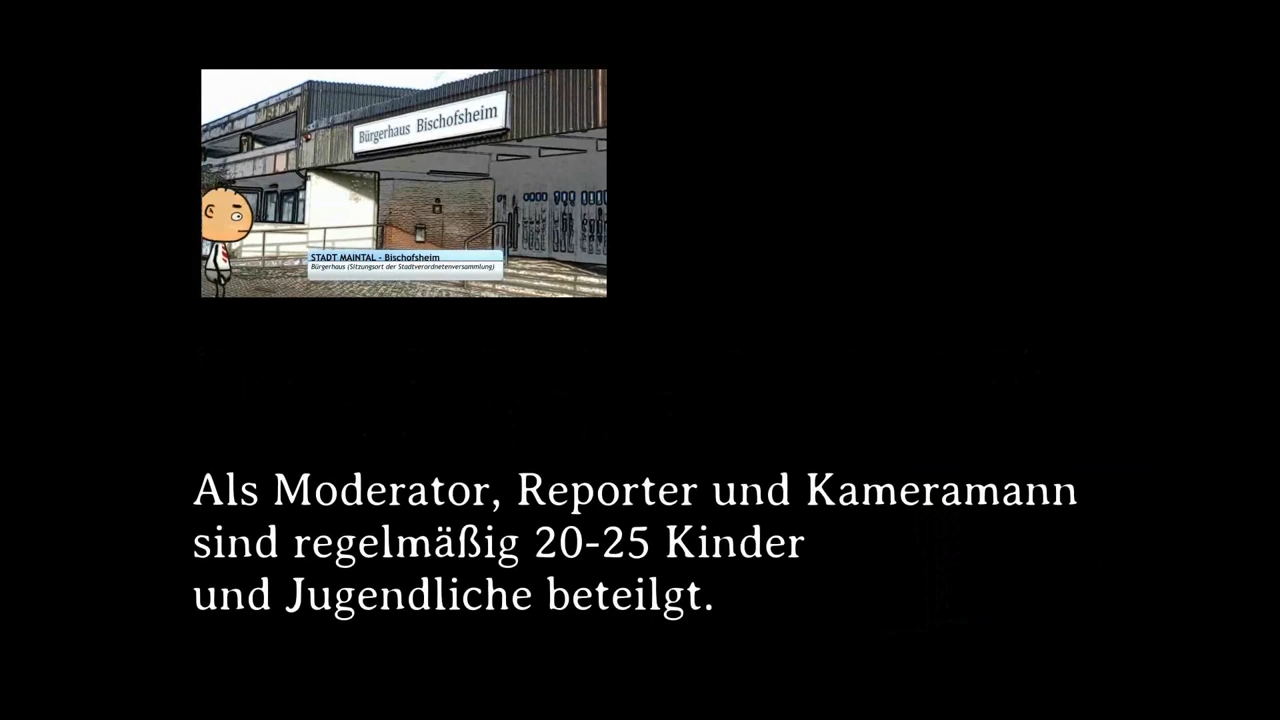 Bürgerhaus Bischofsheim
STADT MAINTAL - Bischofsheim
Bürgerhaus (Sitzungsort der Stadtverordnetenversammlung)
Als Moderator, Reporter und Kameramann
sind regelmäßig 20-25 Kinder
und Jugendliche beteilgt.